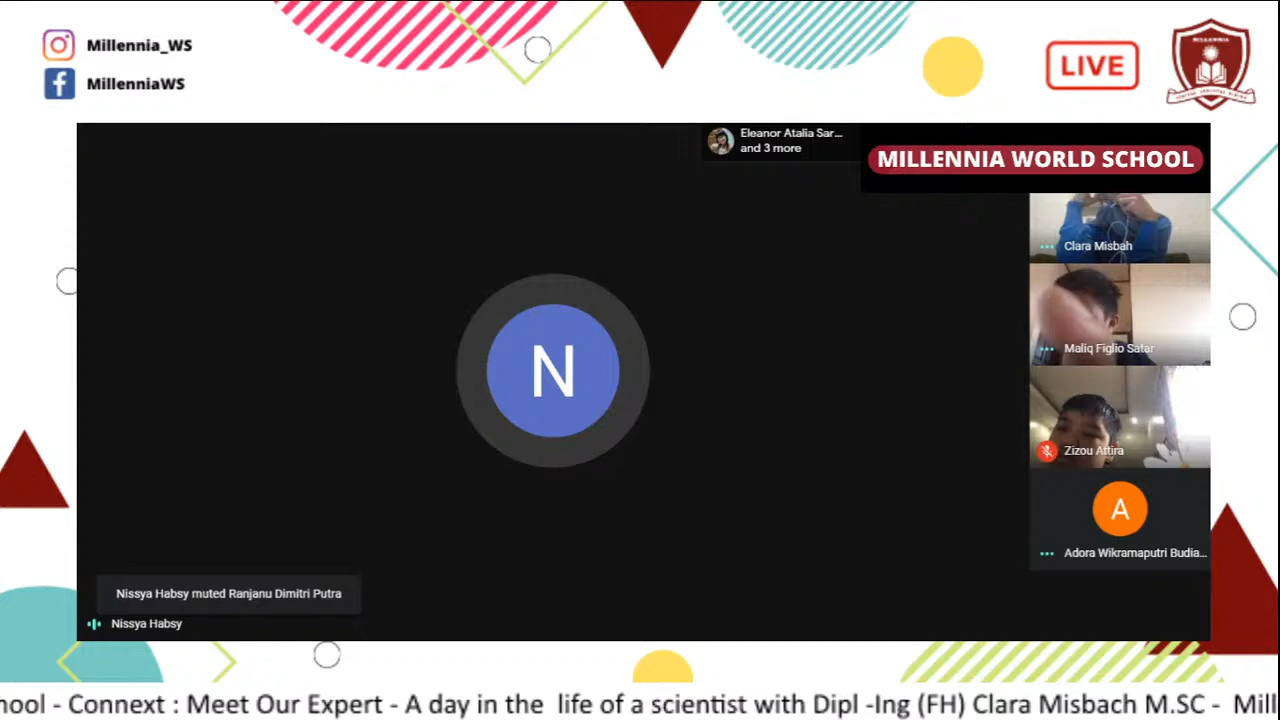 Millennia_WS
MillenniaWS
LIVE
MILLENNIA
Eleanor Atalia Sar...
and 3 more
MILLENNIA WORLD SCHOOL
Clara Misbah
Maliq Figlio Satar
Zizou Attira
A
Adora Wikramaputri Budia...
N
Nissya Habsy muted Ranjanu Dimitri Putra
Nissya Habsy
hool - Connext : Meet Our Expert - A day in the life of a scientist with Dipl -Ing (FH) Clara Misbach M.SC - Mill